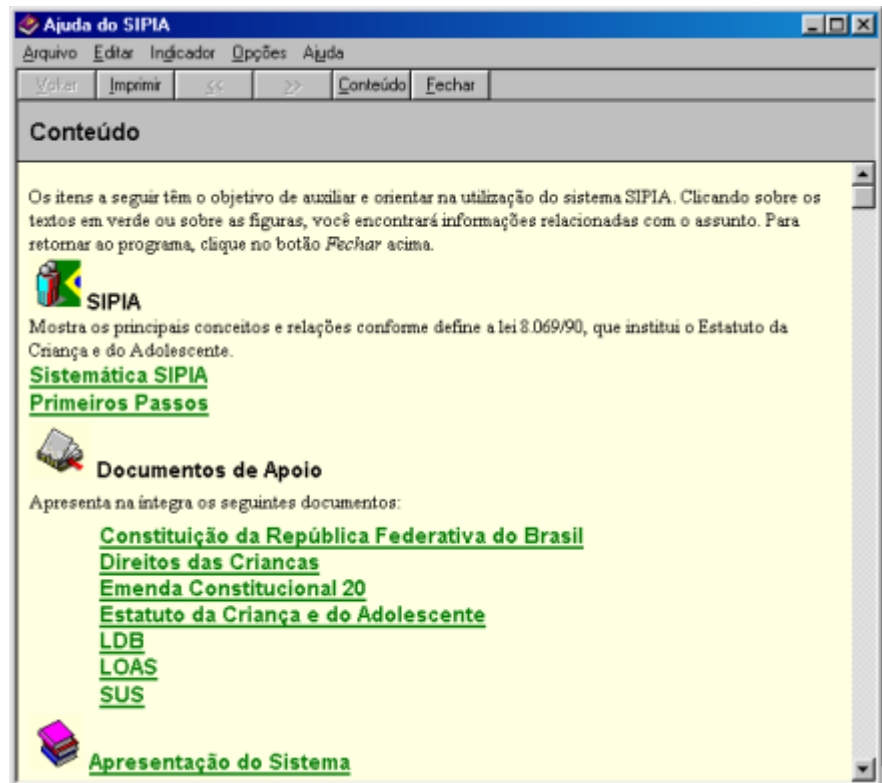 Ajuda do SIPIA
Arquivo Editar Indicador Opções Ajuda
Voltar Imprimir << >> Conteúdo Fechar
Conteúdo
Os itens a seguir têm o objetivo de auxiliar e orientar na utilização do sistema SIPIA. Clicando sobre os
textos em verde ou sobre as figuras, você encontrará informações relacionadas com o assunto. Para
retornar ao programa, clique no botão Fechar acima.
SIPIA
Mostra os principais conceitos e relações conforme define a lei 8.069/90, que institui o Estatuto da
Criança e do Adolescente.
Sistemática SIPIA
Primeiros Passos
Documentos de Apoio
Apresenta na íntegra os seguintes documentos:
Constituição da República Federativa do Brasil
Direitos das Criancas
Emenda Constitucional 20
Estatuto da Criança e do Adolescente
LDB
LOAS
SUS
Apresentação do Sistema